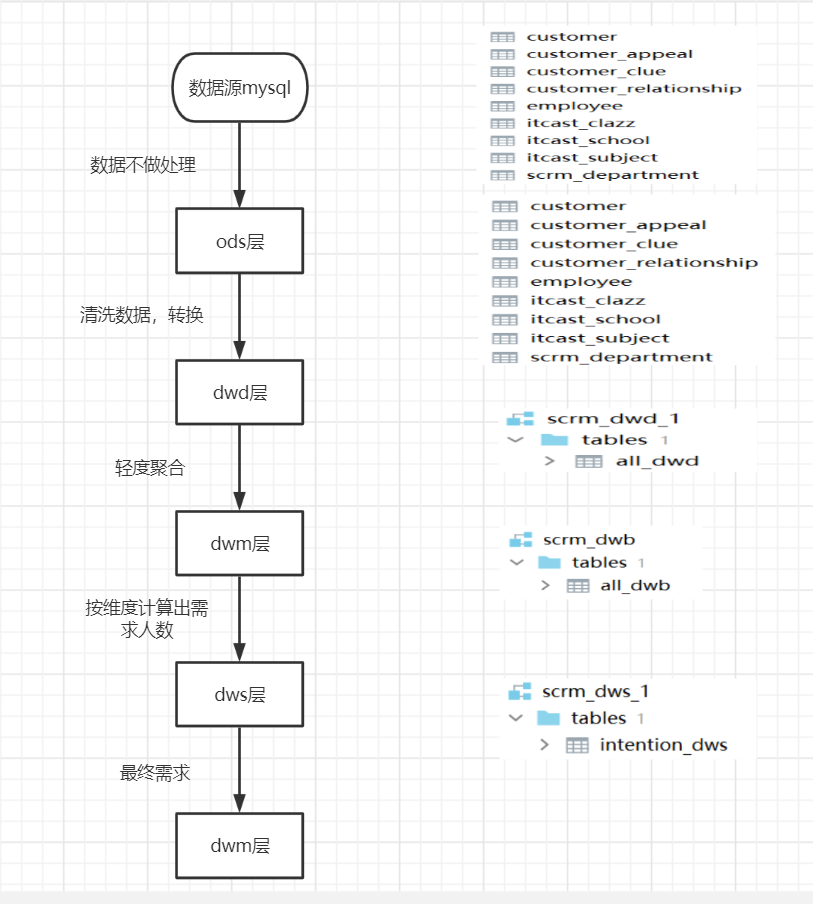 数据源mysql
数据不做处理
ods层
清洗数据，转换
dwd层
轻度聚合
dwm层
按维度计算出需
求人数
dws层
最终需求
dwm层
customer
customer_appeal
customer_clue
customer_relationship
employee
itcast_clazz
itcast_school
itcast_subject
scrm_department
customer
customer_appeal
customer_clue
customer_relationship
employee
itcast_clazz
itcast_school
itcast_subject
scrm_department
scrm_dwd_1
tables 1
all_dwd
scrm_dwb
tables 1
all_dwb
scrm_dws_1
tables 1
intention_dws